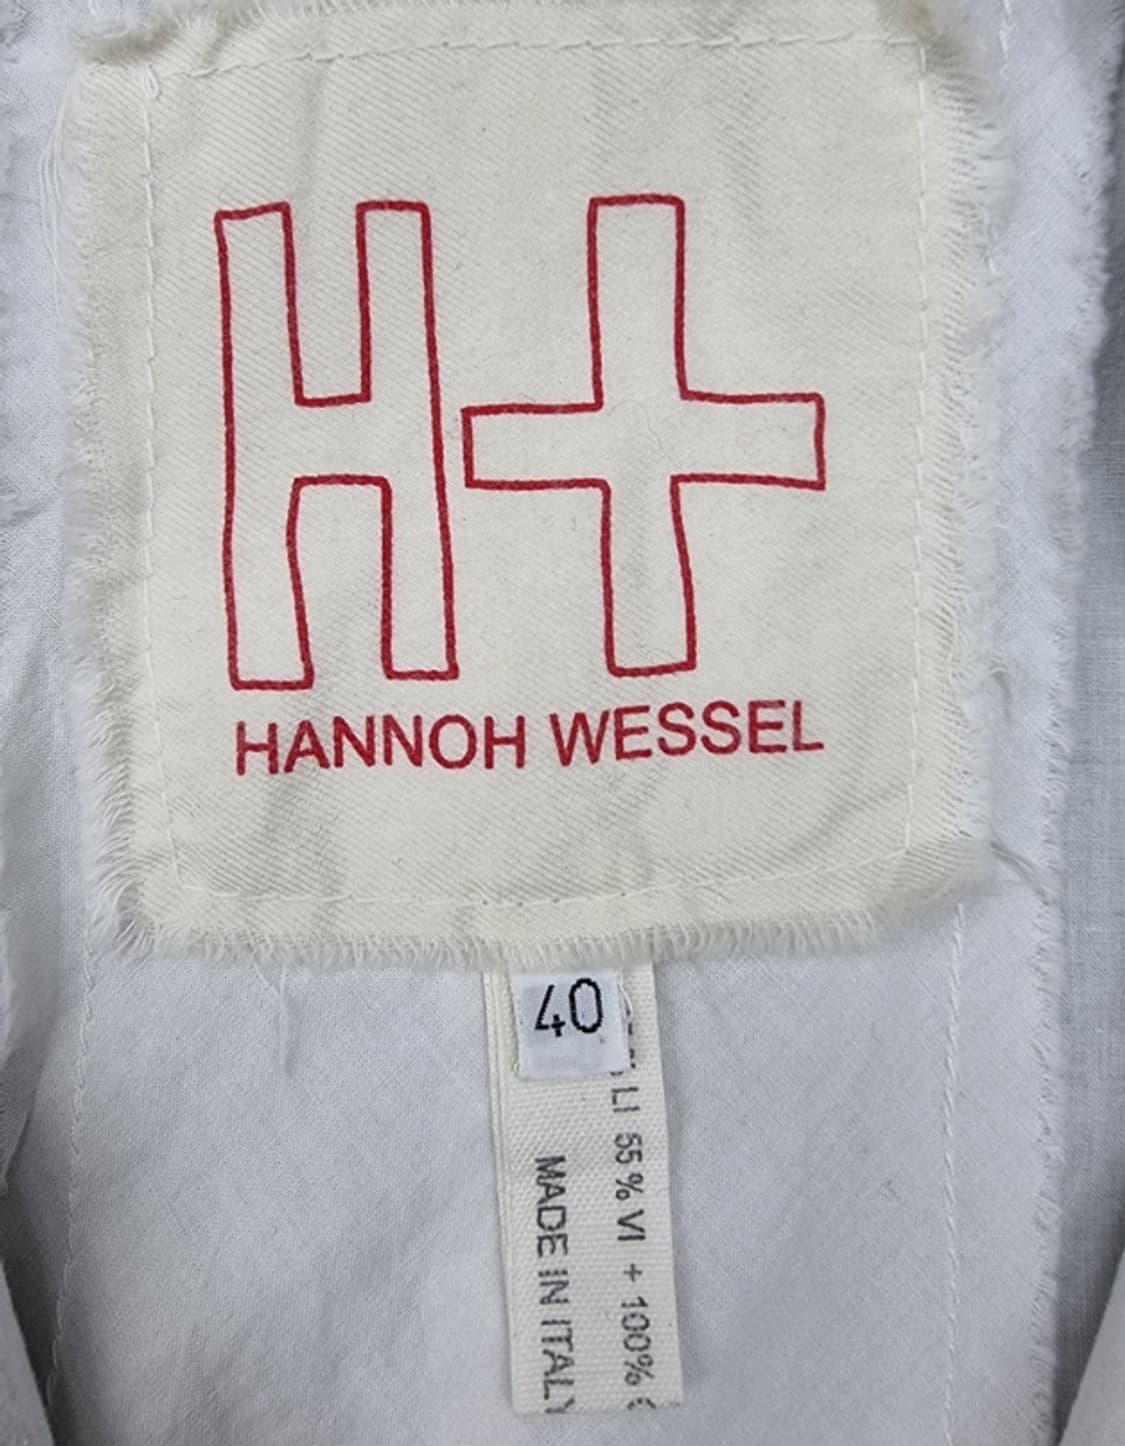 H+
HANNOH WESSEL
40
LI 55% VI + 100%
MADE IN ITALY